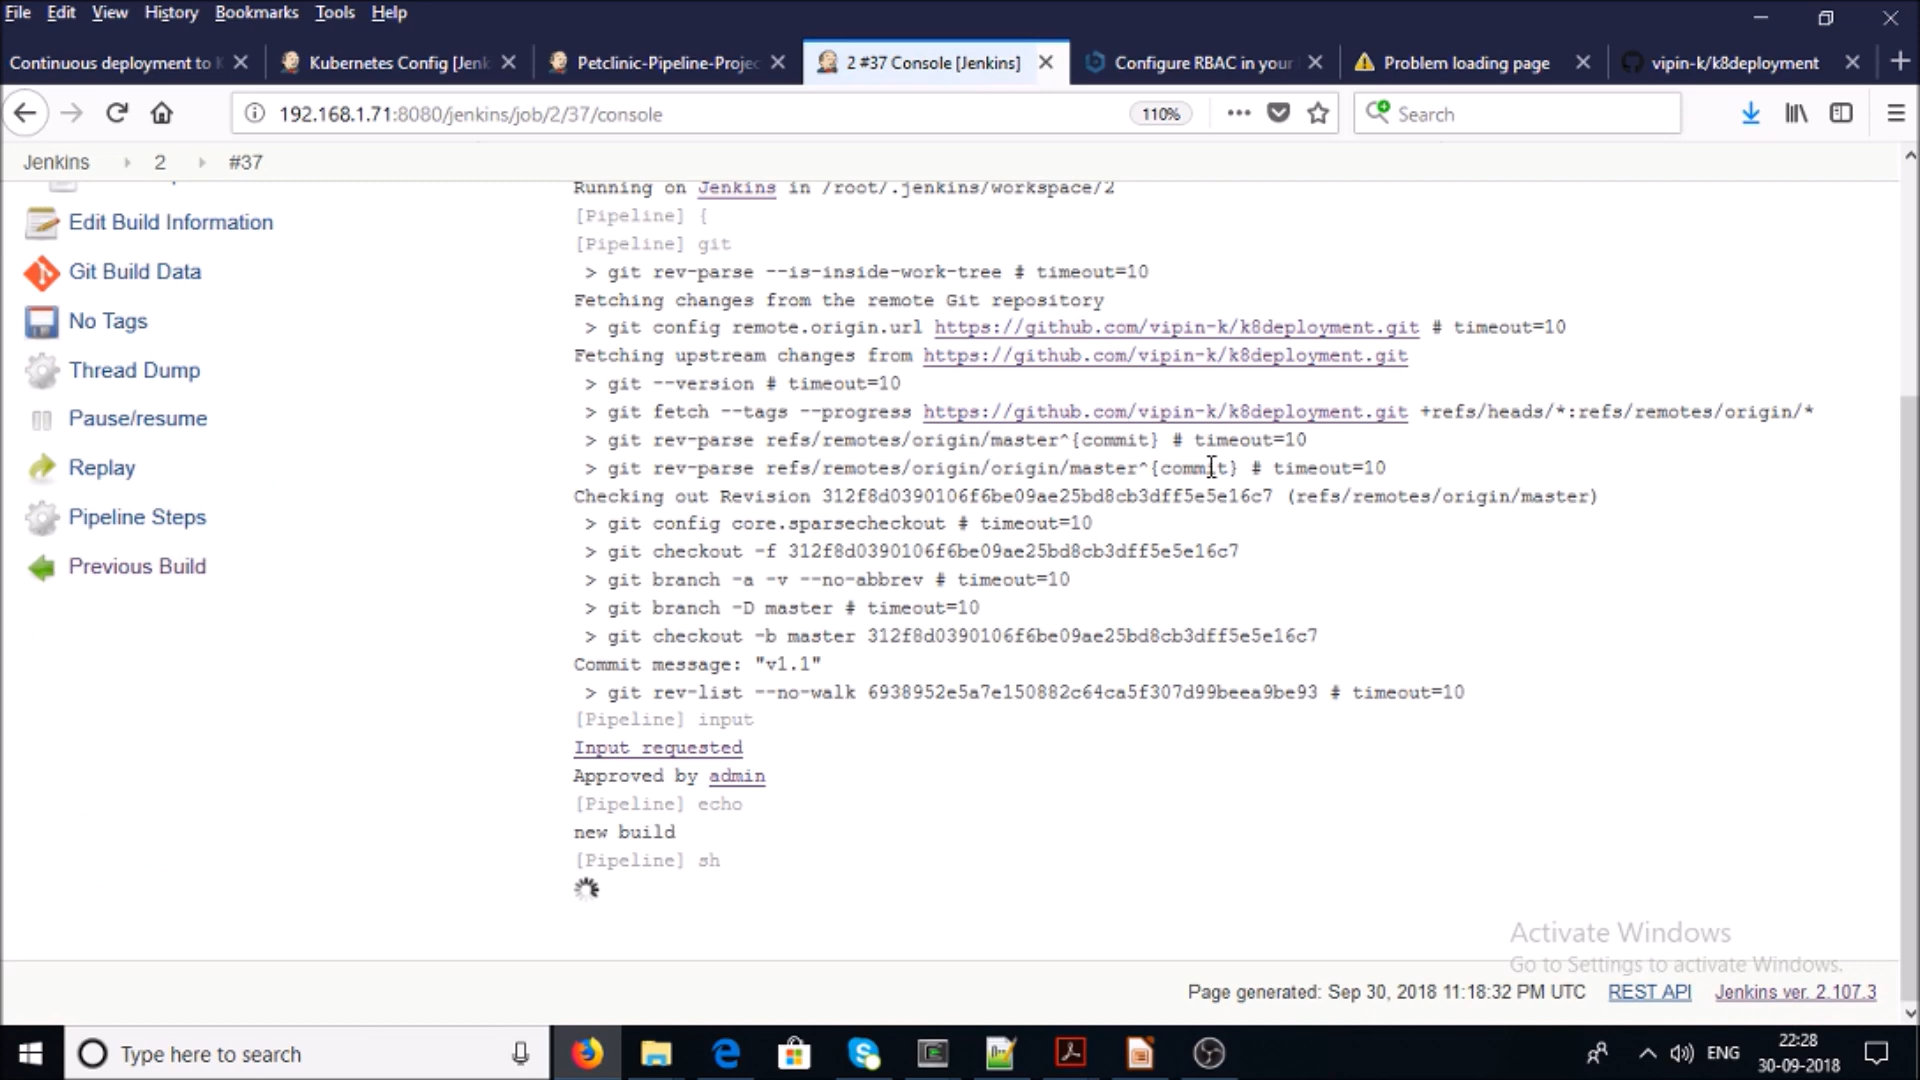 File Edit View History Bookmarks Tools Help
Continuous deployment to
Kubernetes Config [Jenk
Petclinic-Pipeline-Projec
2 #37 Console [Jenkins]
Configure RBAC in your
Problem loading page
vipin-k/k8deployment
192.168.1.71:8080/jenkins/job/2/37/console
110%
Search
Jenkins 2 #37
Edit Build Information
Git Build Data
No Tags
Thread Dump
Pause/resume
Replay
Pipeline Steps
Previous Build
Running on Jenkins in /root/.jenkins/workspace/2
[Pipeline] {
[Pipeline] git
> git rev-parse --is-inside-work-tree # timeout=10
Fetching changes from the remote Git repository
> git config remote.origin.url https://github.com/vipin-k/k8deployment.git # timeout=10
Fetching upstream changes from https://github.com/vipin-k/k8deployment.git
> git --version # timeout=10
> git fetch --tags --progress https://github.com/vipin-k/k8deployment.git +refs/heads/*:refs/remotes/origin/*
> git rev-parse refs/remotes/origin/master^{commit} # timeout=10
> git rev-parse refs/remotes/origin/origin/master^{commit} # timeout=10
Checking out Revision 312f8d0390106f6be09ae25bd8cb3dff5e5e16c7 (refs/remotes/origin/master)
> git config core.sparsecheckout # timeout=10
> git checkout -f 312f8d0390106f6be09ae25bd8cb3dff5e5e16c7
> git branch -a -v --no-abbrev # timeout=10
> git branch -D master # timeout=10
> git checkout -b master 312f8d0390106f6be09ae25bd8cb3dff5e5e16c7
Commit message: "v1.1"
> git rev-list --no-walk 6938952e5a7e150882c64ca5f307d99beea9be93 # timeout=10
[Pipeline] input
Input requested
Approved by admin
[Pipeline] echo
new build
[Pipeline] sh
Activate Windows
Go to Settings to activate Windows.
Page generated: Sep 30, 2018 11:18:32 PM UTC REST API Jenkins ver. 2.107.3
Type here to search
ENG
22:28
30-09-2018